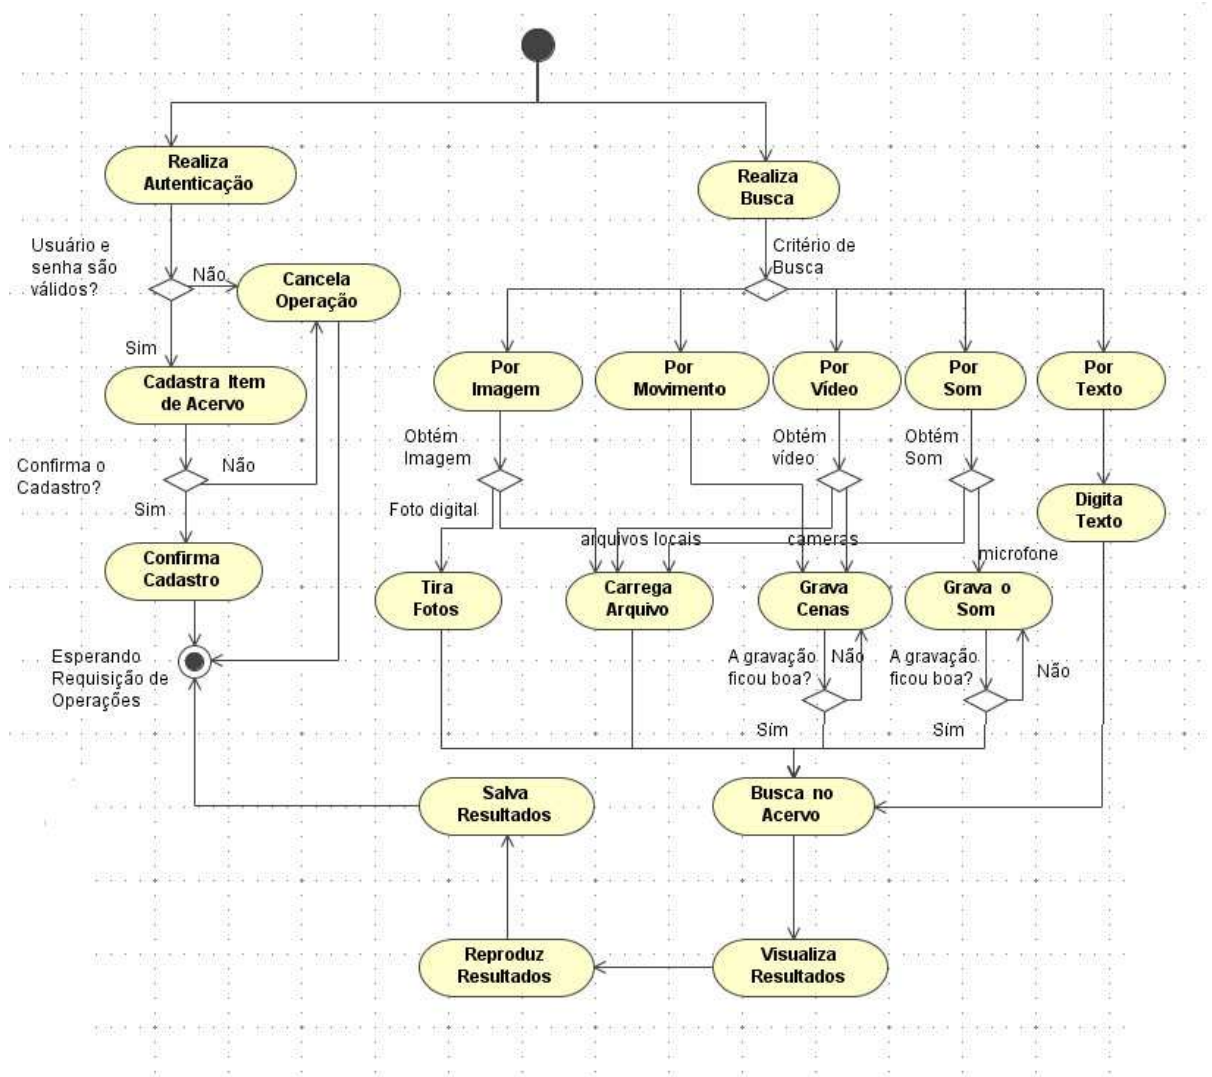 Realiza
Autenticação
Realiza
Busca
Usuário e
senha são
válidos?
Não
Cancela
Operação
Critério de
Busca
Sim
Cadastra Item
de Acervo
Por
Imagem
Por
Movimento
Por
Vídeo
Por
Som
Por
Texto
Confirma o
Cadastro?
Não
Sim
Obtém
Imagem
Obtém
vídeo
Obtém
Som
Foto digital
arquivos locais
cameras
microfone
Digita
Texto
Confirma
Cadastro
Tira
Fotos
Carrega
Arquivo
Grava
Cenas
Grava o
Som
Esperando
Requisição de
Operações
A gravação
ficou boa?
Não
A gravação
ficou boa?
Não
Sim
Sim
Salva
Resultados
Busca no
Acervo
Reproduz
Resultados
Visualiza
Resultados